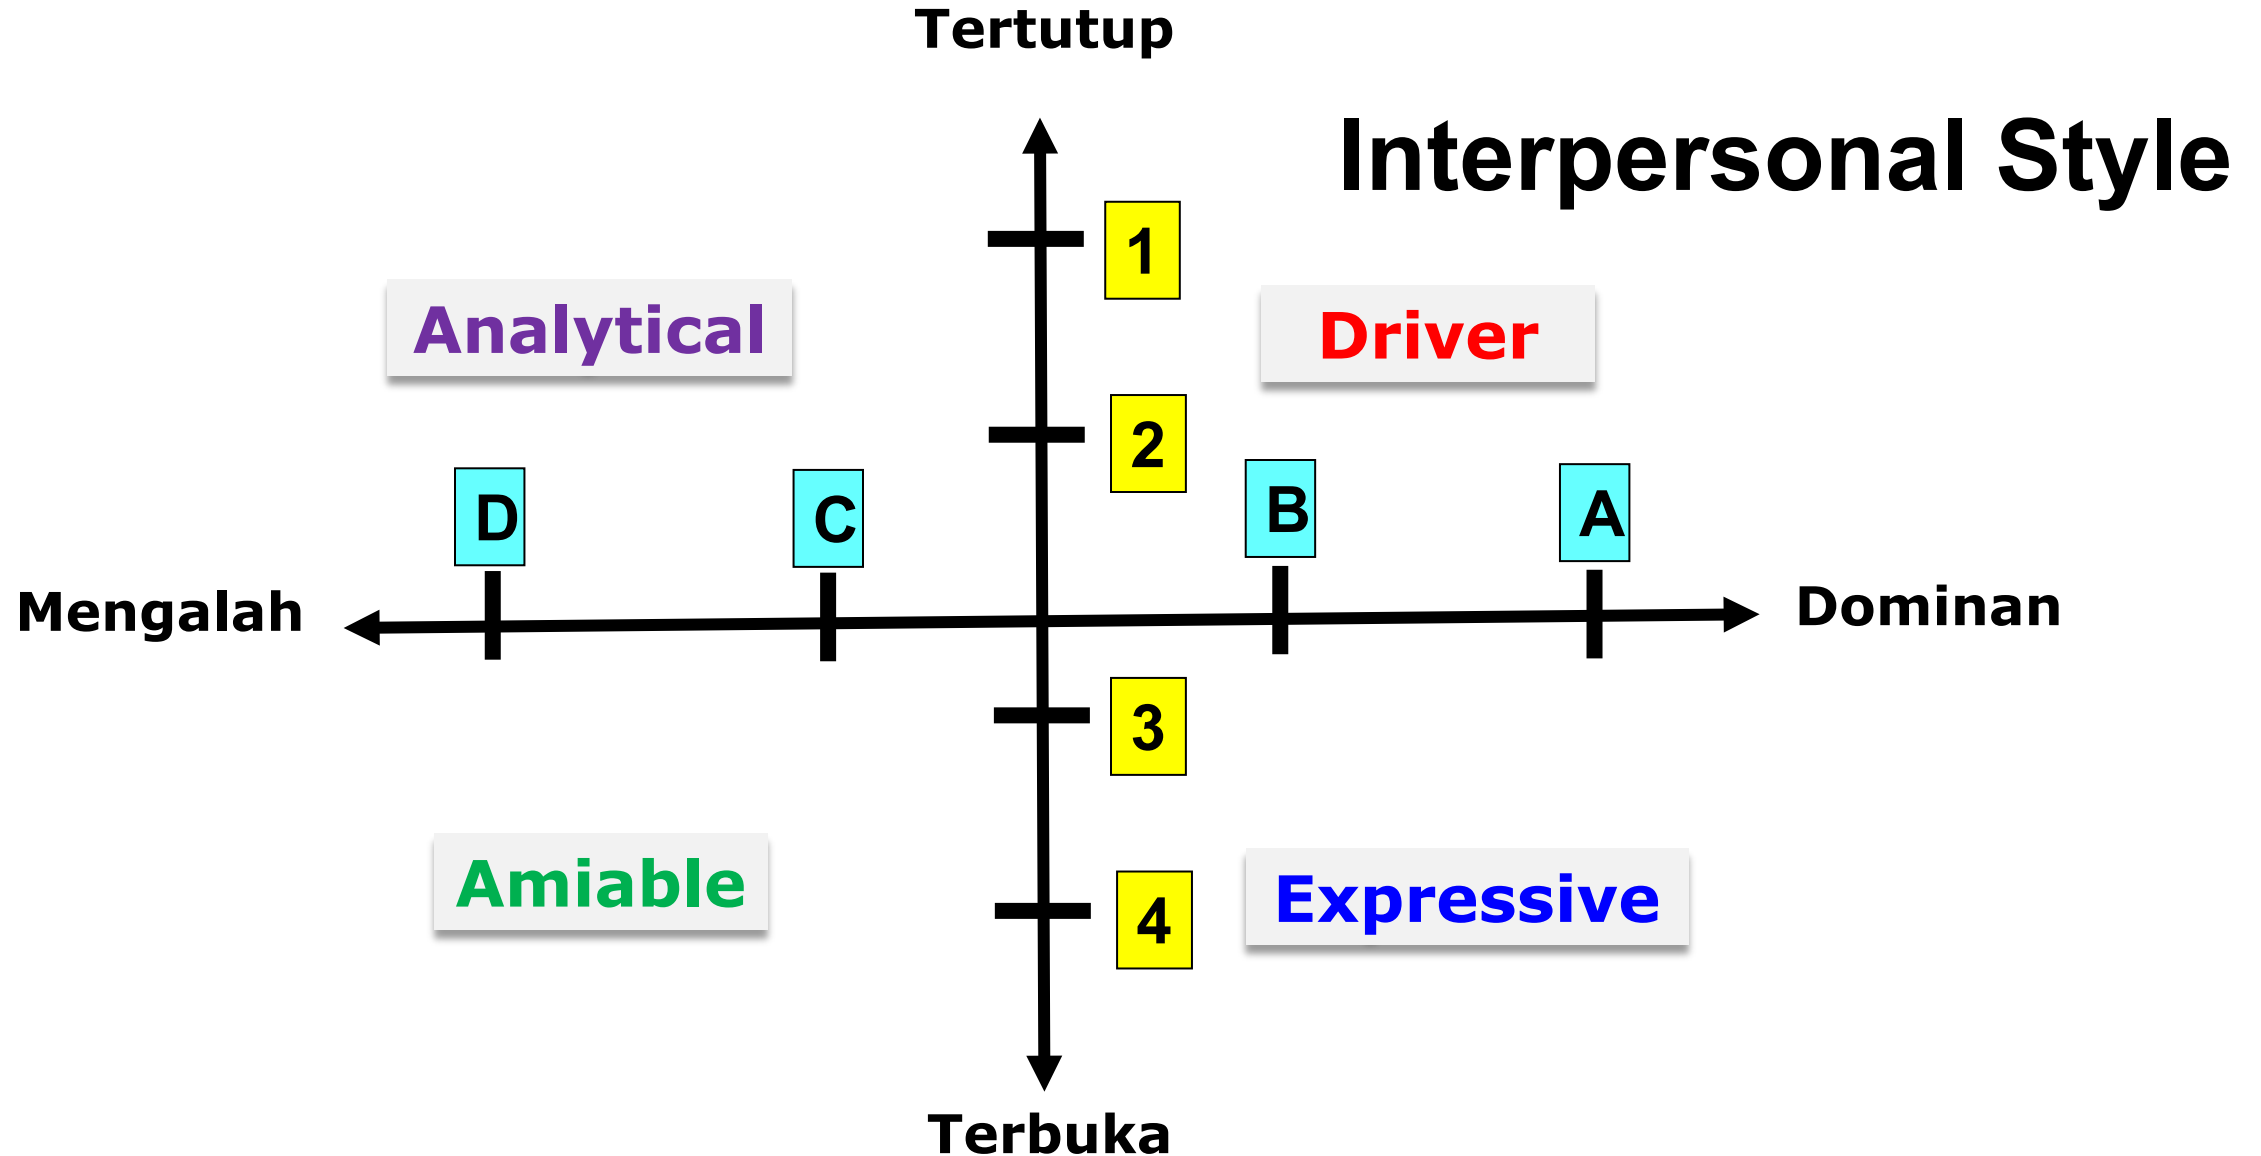 Tertutup
Interpersonal Style
1
Analytical
Driver
2
D
C
B
A
Mengalah
Dominan
3
Amiable
Expressive
4
Terbuka